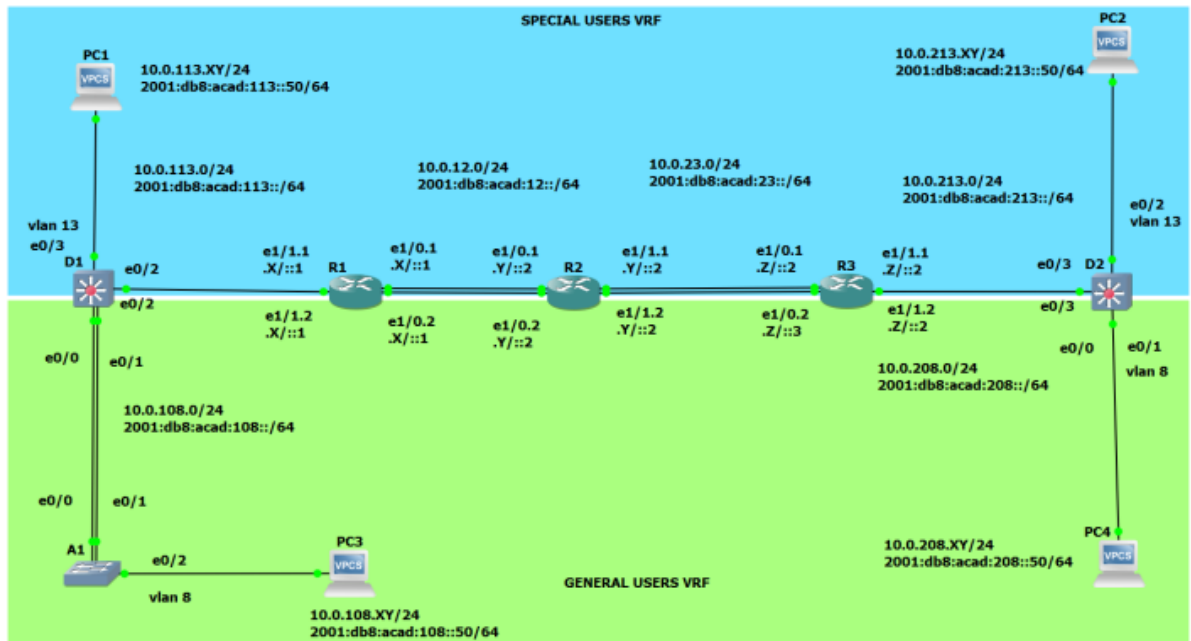 SPECIAL USERS VRF
PC1
VPCS
10.0.113.XY/24
2001:db8:acad:113::50/64
PC2
VPCS
10.0.213.XY/24
2001:db8:acad:213::50/64
10.0.113.0/24
2001:db8:acad:113::/64
10.0.12.0/24
2001:db8:acad:12::/64
10.0.23.0/24
2001:db8:acad:23::/64
10.0.213.0/24
2001:db8:acad:213::/64
vlan 13
e0/3
D1
e0/2
e0/2
e1/1.1
.X/::1
R1
e1/0.1
.X/::1
e1/0.1
.Y/::2
R2
e1/1.1
.Y/::2
e1/0.1
.Z/::2
R3
e1/1.1
.Z/::2
e0/2
vlan 13
e0/3
D2
e0/3
e1/1.2
.X/::1
e1/0.2
.X/::1
e1/0.2
.Y/::2
e1/1.2
.Y/::2
e1/0.2
.Z/::3
e1/1.2
.Z/::2
e0/0
e0/1
e0/0
e0/1
vlan 8
10.0.208.0/24
2001:db8:acad:208::/64
10.0.108.0/24
2001:db8:acad:108::/64
e0/0
e0/1
A1
e0/2
vlan 8
PC3
VPCS
10.0.108.XY/24
2001:db8:acad:108::50/64
GENERAL USERS VRF
PC4
VPCS
10.0.208.XY/24
2001:db8:acad:208::50/64